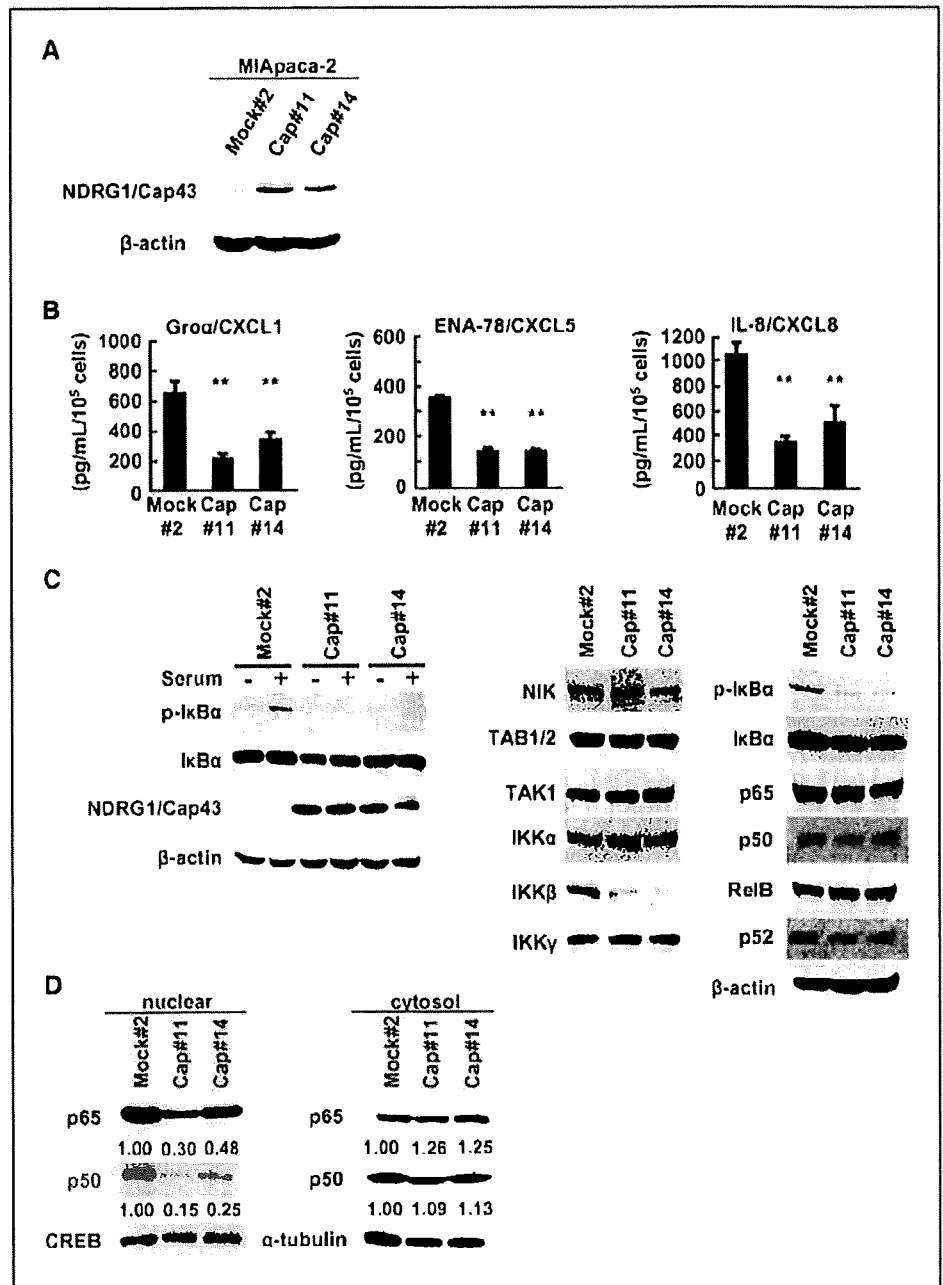 A
MIApaca-2
Mock#2 Cap#11 Cap#14
NDRG1/Cap43
β-actin
B
Groα/CXCL1
(pg/mL/10⁵ cells)
1000
800
600
400
200
0
** **
Mock #2
Cap #11
Cap #14
ENA-78/CXCL5
(pg/mL/10⁵ cells)
600
400
200
0
** **
Mock #2
Cap #11
Cap #14
IL-8/CXCL8
(pg/mL/10⁵ cells)
1200
1000
800
600
400
200
0
** **
Mock #2
Cap #11
Cap #14
C
Mock#2 Cap#11 Cap#14
Serum - + - + - +
p-IκBα
IκBα
NDRG1/Cap43
β-actin
Mock#2 Cap#11 Cap#14
NIK
TAB1/2
TAK1
IKKα
IKKβ
IKKγ
Mock#2 Cap#11 Cap#14
p-IκBα
IκBα
p65
p50
RelB
p52
β-actin
D
nuclear
Mock#2 Cap#11 Cap#14
p65
1.00 0.30 0.48
p50
1.00 0.15 0.25
CREB
cytosol
Mock#2 Cap#11 Cap#14
p65
1.00 1.26 1.25
p50
1.00 1.09 1.13
α-tubulin